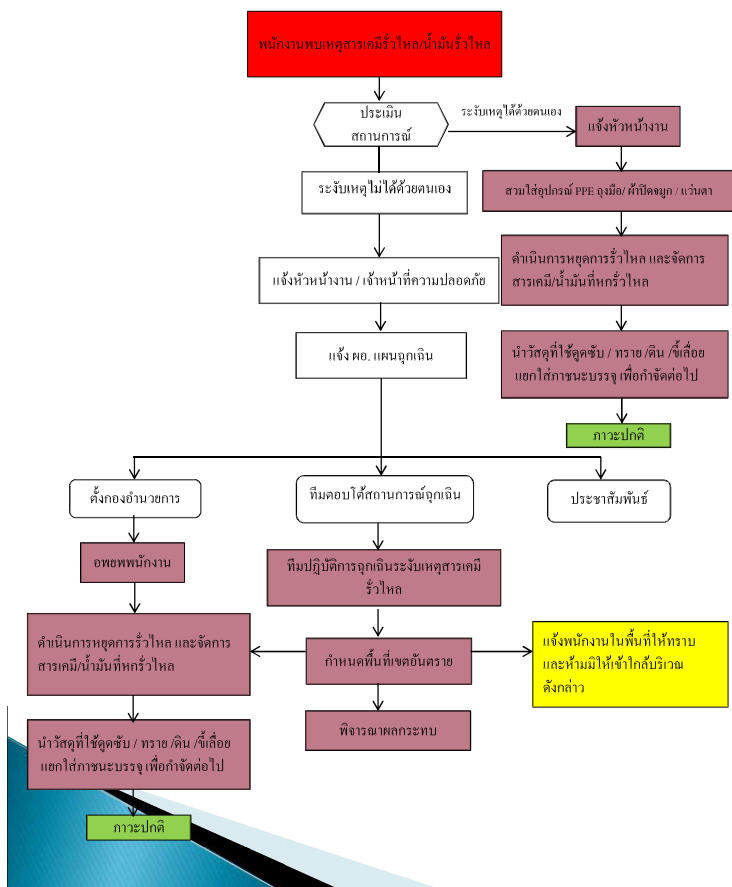 พนักงานพบเหตุสารเคมีรั่วไหล/น้ำมันรั่วไหล
ประเมิน
สถานการณ์
ระงับเหตุได้ด้วยตนเอง
แจ้งหัวหน้างาน
ระงับเหตุไม่ได้ด้วยตนเอง
สวมใส่อุปกรณ์ PPE ถุงมือ/ ผ้าปิดจมูก / แว่นตา
แจ้งหัวหน้างาน / เจ้าหน้าที่ความปลอดภัย
ดำเนินการหยุดการรั่วไหล และจัดการ
สารเคมี/น้ำมันที่หกรั่วไหล
แจ้ง ผอ. แผนฉุกเฉิน
นำวัสดุที่ใช้ดูดซับ / ทราย /ดิน /ขี้เลื่อย
แยกใส่ภาชนะบรรจุ เพื่อกำจัดต่อไป
ภาวะปกติ
ตั้งกองอำนวยการ
ทีมตอบโต้สถานการณ์ฉุกเฉิน
ประชาสัมพันธ์
อพยพพนักงาน
ทีมปฏิบัติการฉุกเฉินระงับเหตุสารเคมี
รั่วไหล
ดำเนินการหยุดการรั่วไหล และจัดการ
สารเคมี/น้ำมันที่หกรั่วไหล
กำหนดพื้นที่เขตอันตราย
แจ้งพนักงานในพื้นที่ให้ทราบ
และห้ามมิให้เข้าใกล้บริเวณ
ดังกล่าว
นำวัสดุที่ใช้ดูดซับ / ทราย /ดิน /ขี้เลื่อย
แยกใส่ภาชนะบรรจุ เพื่อกำจัดต่อไป
พิจารณาผลกระทบ
ภาวะปกติ